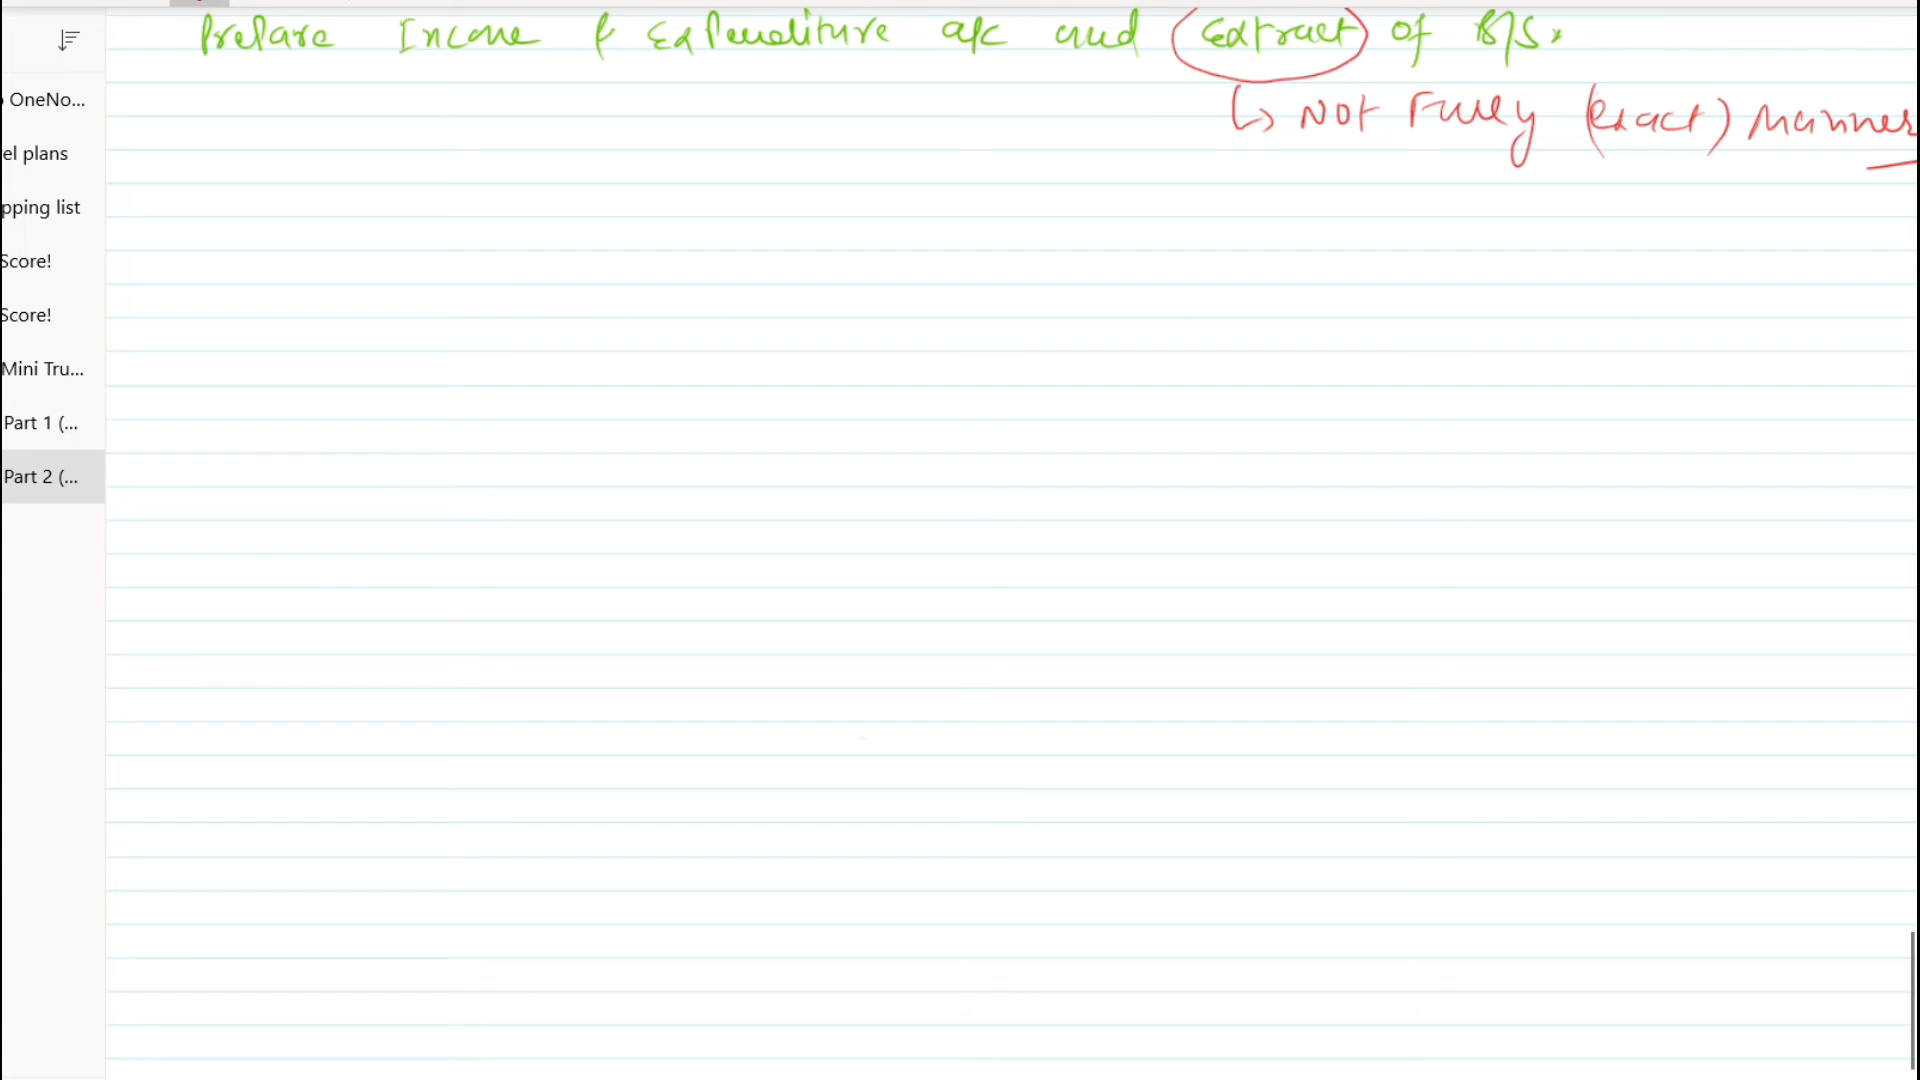 Prepare Income & Expenditure a/c and extract of B/S.
↳ Not Fully (exact) Manner
OneNo...
el plans
pping list
Score!
Score!
Mini Tru...
Part 1 (...
Part 2 (...